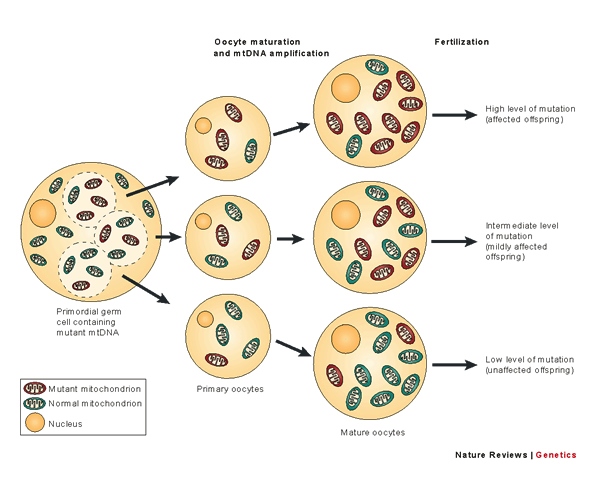 Oocyte maturation
and mtDNA amplification
Fertilization
High level of mutation
(affected offspring)
Intermediate level
of mutation
(mildly affected
offspring)
Primordial germ
cell containing
mutant mtDNA
Low level of mutation
(unaffected offspring)
Mutant mitochondrion
Normal mitochondrion
Nucleus
Primary oocytes
Mature oocytes
Nature Reviews | Genetics